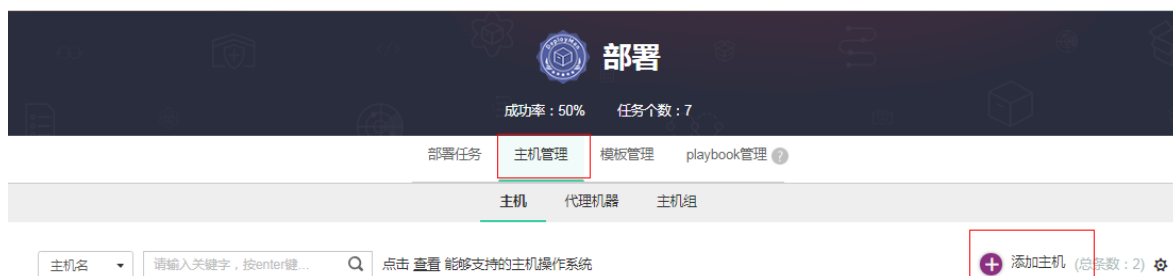 DeployMan
部署
成功率：50% 任务个数：7
部署任务 主机管理 模板管理 playbook管理 ?
主机 代理机器 主机组
主机名 请输入关键字，按enter键... 点击 查看 能够支持的主机操作系统 添加主机 (总条数：2)